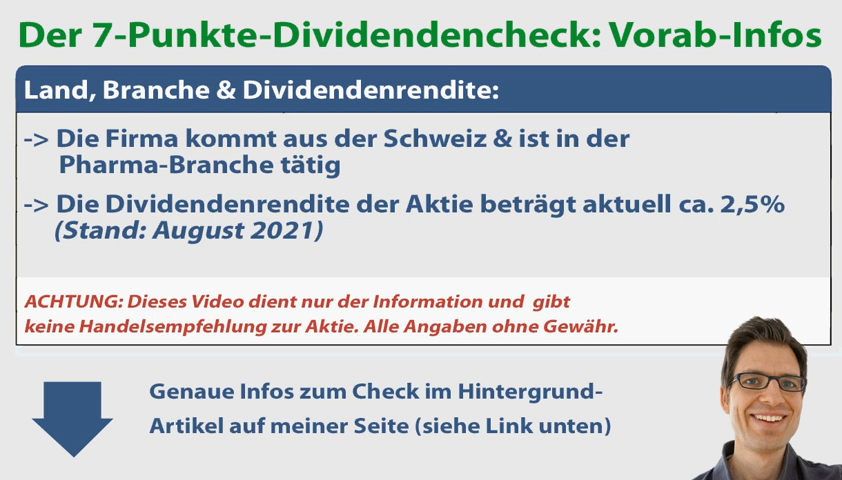 Der 7-Punkte-Dividendencheck: Vorab-Infos
Land, Branche & Dividendenrendite:
-> Die Firma kommt aus der Schweiz & ist in der
Pharma-Branche tätig
-> Die Dividendenrendite der Aktie beträgt aktuell ca. 2,5%
(Stand: August 2021)
ACHTUNG: Dieses Video dient nur der Information und gibt
keine Handelsempfehlung zur Aktie. Alle Angaben ohne Gewähr.
Genaue Infos zum Check im Hintergrund-
Artikel auf meiner Seite (siehe Link unten)